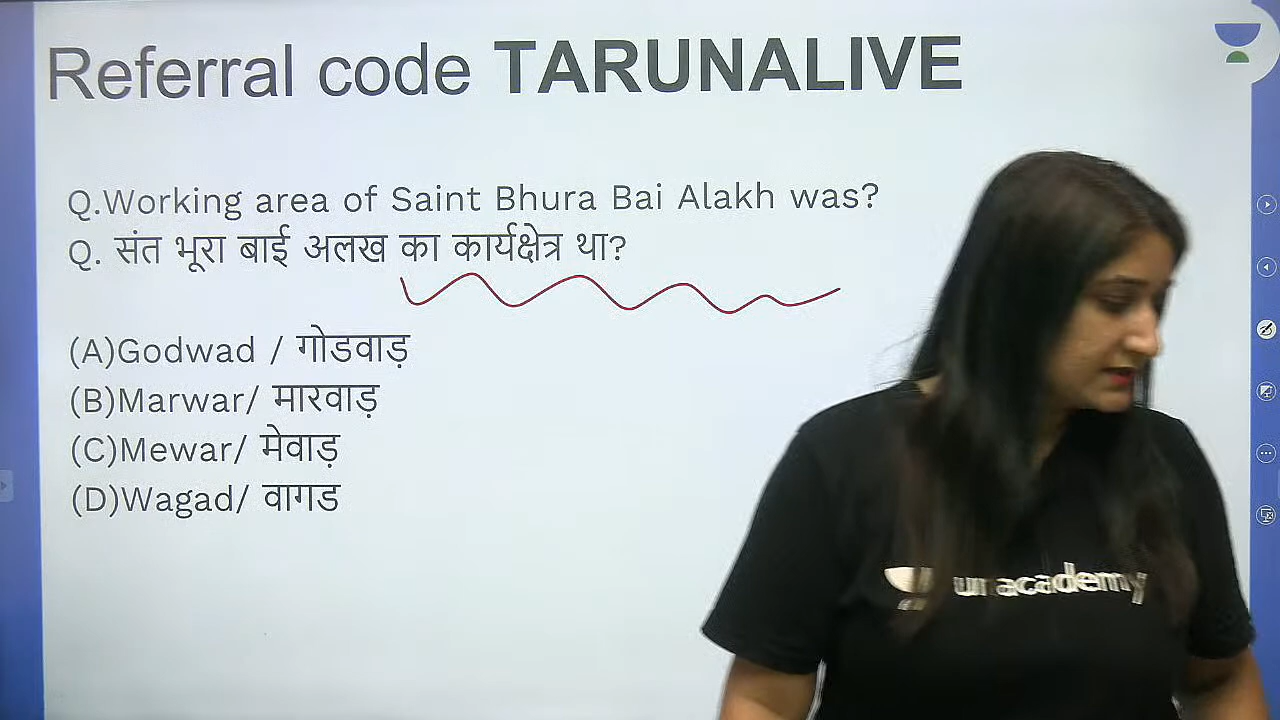 Referral code TARUNALIVE
Q.Working area of Saint Bhura Bai Alakh was?
Q. संत भूरा बाई अलख का कार्यक्षेत्र था?
(A)Godwad / गोडवाड़
(B)Marwar/ मारवाड़
(C)Mewar/ मेवाड़
(D)Wagad/ वागड
unacademy